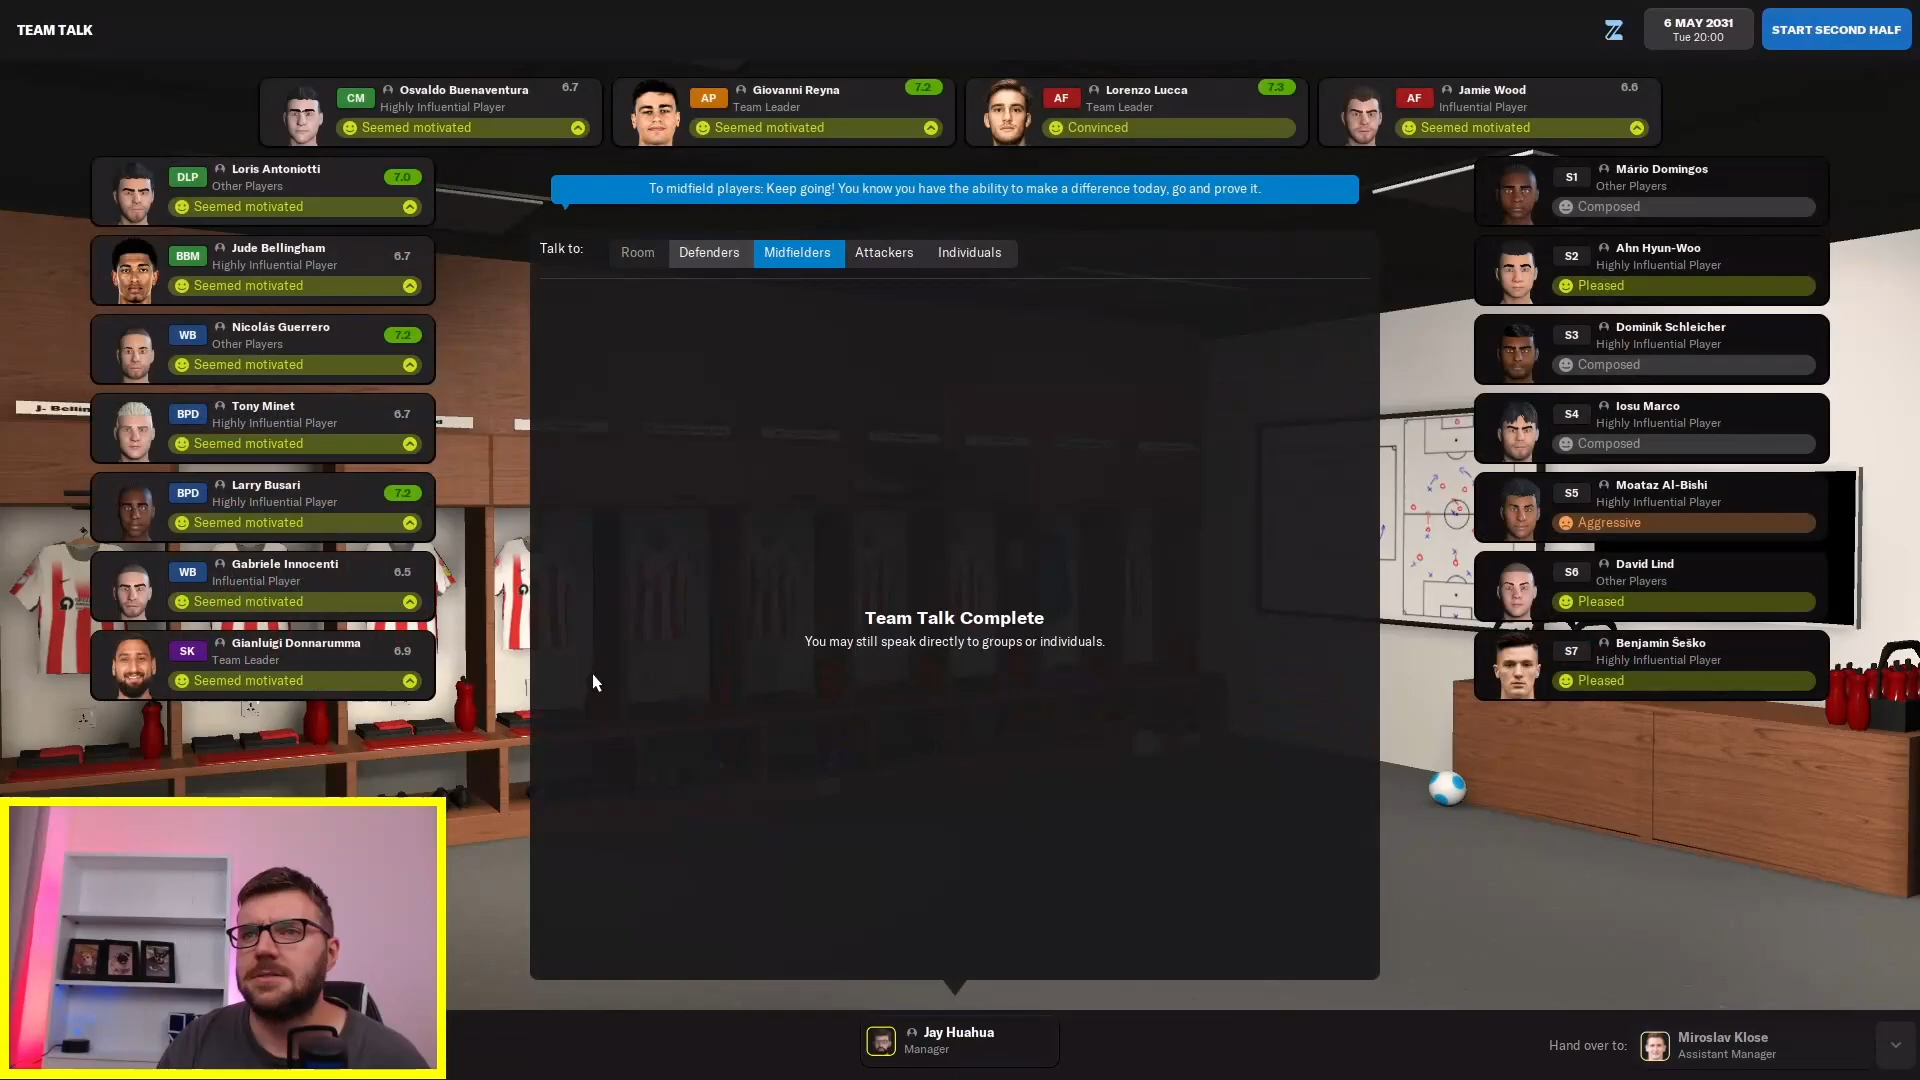 TEAM TALK
6 MAY 2031
Tue 20:00
START SECOND HALF
CM
Osvaldo Buenaventura
6.7
Highly Influential Player
Seemed motivated
AP
Giovanni Reyna
7.2
Team Leader
Seemed motivated
AF
Lorenzo Lucca
7.3
Team Leader
Convinced
AF
Jamie Wood
6.6
Influential Player
Seemed motivated
To midfield players: Keep going! You know you have the ability to make a difference today, go and prove it.
Talk to:
Room
Defenders
Midfielders
Attackers
Individuals
DLP
Loris Antoniotti
7.0
Other Players
Seemed motivated
BBM
Jude Bellingham
6.7
Highly Influential Player
Seemed motivated
WB
Nicolás Guerrero
7.2
Other Players
Seemed motivated
BPD
Tony Minet
6.7
Highly Influential Player
Seemed motivated
J. Bellin
BPD
Larry Busari
7.2
Highly Influential Player
Seemed motivated
WB
Gabriele Innocenti
6.5
Influential Player
Seemed motivated
SK
Gianluigi Donnarumma
6.9
Team Leader
Seemed motivated
Team Talk Complete
You may still speak directly to groups or individuals.
S1
Mário Domingos
Other Players
Composed
S2
Ahn Hyun-Woo
Highly Influential Player
Pleased
S3
Dominik Schleicher
Highly Influential Player
Composed
S4
Iosu Marco
Highly Influential Player
Composed
S5
Moataz Al-Bishi
Highly Influential Player
Aggressive
S6
David Lind
Other Players
Pleased
S7
Benjamin Šeško
Highly Influential Player
Pleased
Jay Huahua
Manager
Hand over to:
Miroslav Klose
Assistant Manager